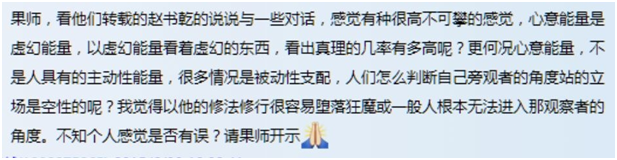 果师，看他们转载的赵书乾的说说与一些对话，感觉有种很高不可攀的感觉，心意能量是
虚幻能量，以虚幻能量看着虚幻的东西，看出真理的几率有多高呢？更何况心意能量，不
是人具有的主动性能量，很多情况是被动性支配，人们怎么判断自己旁观者的角度站的立
场是空性的呢？我觉得以他的修法修行很容易堕落狂魔或一般人根本无法进入那观察者的
角度。不知个人感觉是否有误？请果师开示